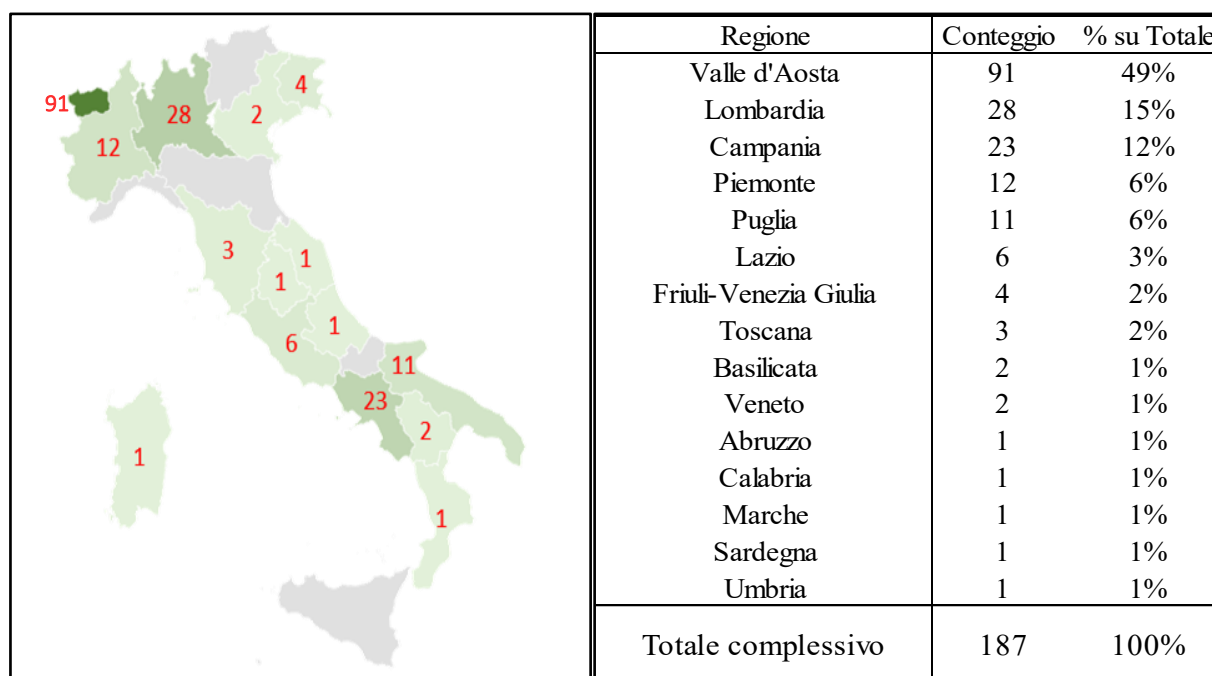 4
91
2
28
12
3
1
1
1
6
11
23
2
1
1
Regione Conteggio % su Totale
Valle d'Aosta 91 49%
Lombardia 28 15%
Campania 23 12%
Piemonte 12 6%
Puglia 11 6%
Lazio 6 3%
Friuli-Venezia Giulia 4 2%
Toscana 3 2%
Basilicata 2 1%
Veneto 2 1%
Abruzzo 1 1%
Calabria 1 1%
Marche 1 1%
Sardegna 1 1%
Umbria 1 1%
Totale complessivo 187 100%